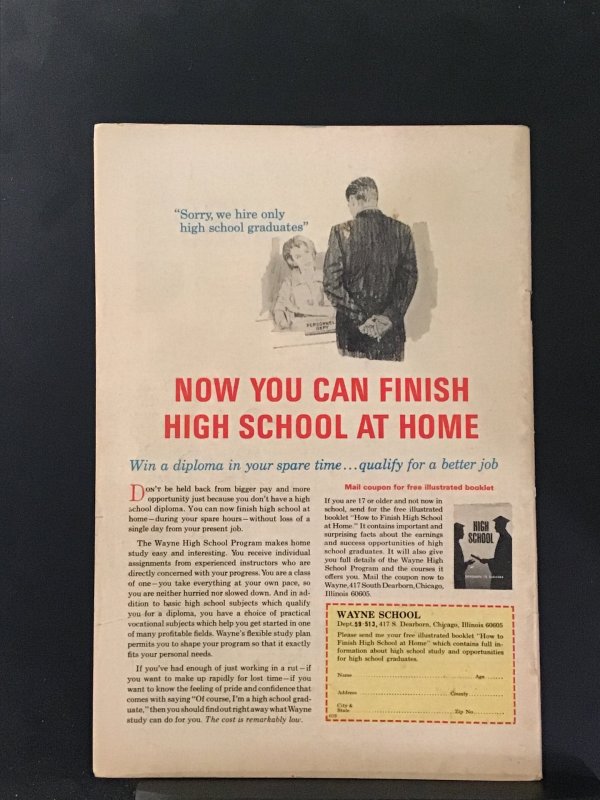 "Sorry, we hire only
high school graduates"
PERSONNEL
DEPT
NOW YOU CAN FINISH
HIGH SCHOOL AT HOME
Win a diploma in your spare time...qualify for a better job
Don't be held back from bigger pay and more
opportunity just because you don't have a high
school diploma. You can now finish high school at
home—during your spare hours—without loss of a
single day from your present job.
The Wayne High School Program makes home
study easy and interesting. You receive individual
assignments from experienced instructors who are
directly concerned with your progress. You are a class
of one—you take everything at your own pace, so
you are neither hurried nor slowed down. And in ad-
dition to basic high school subjects which qualify
you for a diploma, you have a choice of practical
vocational subjects which help you get started in one
of many profitable fields. Wayne's flexible study plan
permits you to shape your program so that it exactly
fits your personal needs.
If you've had enough of just working in a rut—if
you want to make up rapidly for lost time—if you
want to know the feeling of pride and confidence that
comes with saying "Of course, I'm a high school grad-
uate," then you should find out right away what Wayne
study can do for you. The cost is remarkably low.
Mail coupon for free illustrated booklet
If you are 17 or older and not now in
school, send for the free illustrated
booklet "How to Finish High School
at Home." It contains important and
surprising facts about the earnings
and success opportunities of high
school graduates. It will also give
you full details of the Wayne High
School Program and the courses it
offers you. Mail the coupon now to
Wayne, 417 South Dearborn, Chicago,
Illinois 60605.
HIGH
SCHOOL
WAYNE SCHOOL
Dept. 59-513, 417 S. Dearborn, Chicago, Illinois 60605
Please send me your free illustrated booklet "How to
Finish High School at Home" which contains full in-
formation about high school study and opportunities
for high school graduates.
Name Age
Address County
City &
State Zip No.